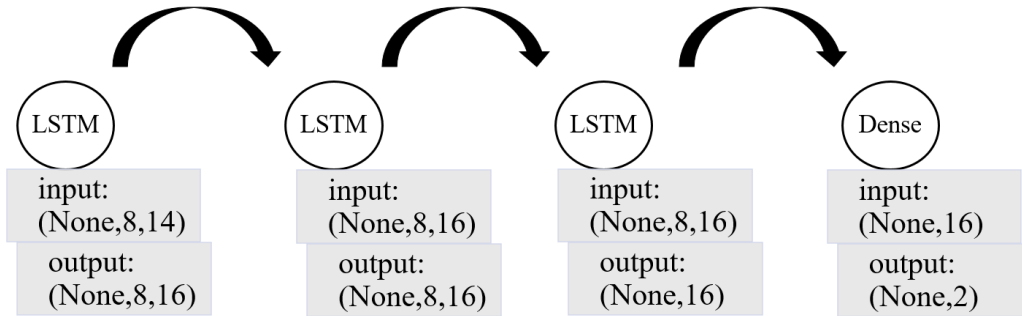 LSTM
LSTM
LSTM
Dense
input:
(None,8,14)
output:
(None,8,16)
input:
(None,8,16)
output:
(None,8,16)
input:
(None,8,16)
output:
(None,16)
input:
(None,16)
output:
(None,2)